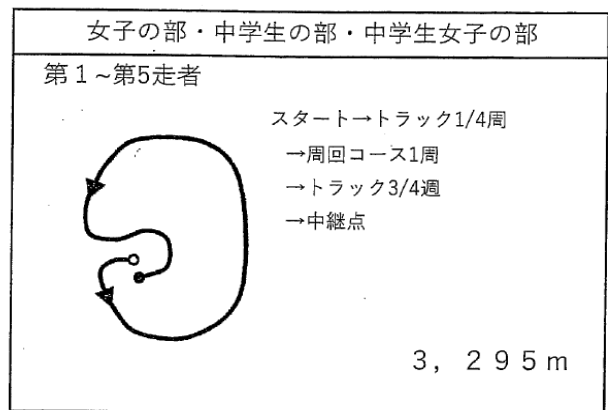 女子の部・中学生の部・中学生女子の部
第１~第5走者
スタート→トラック1/4周
→周回コース1周
→トラック3/4週
→中継点
３，２９５ｍ